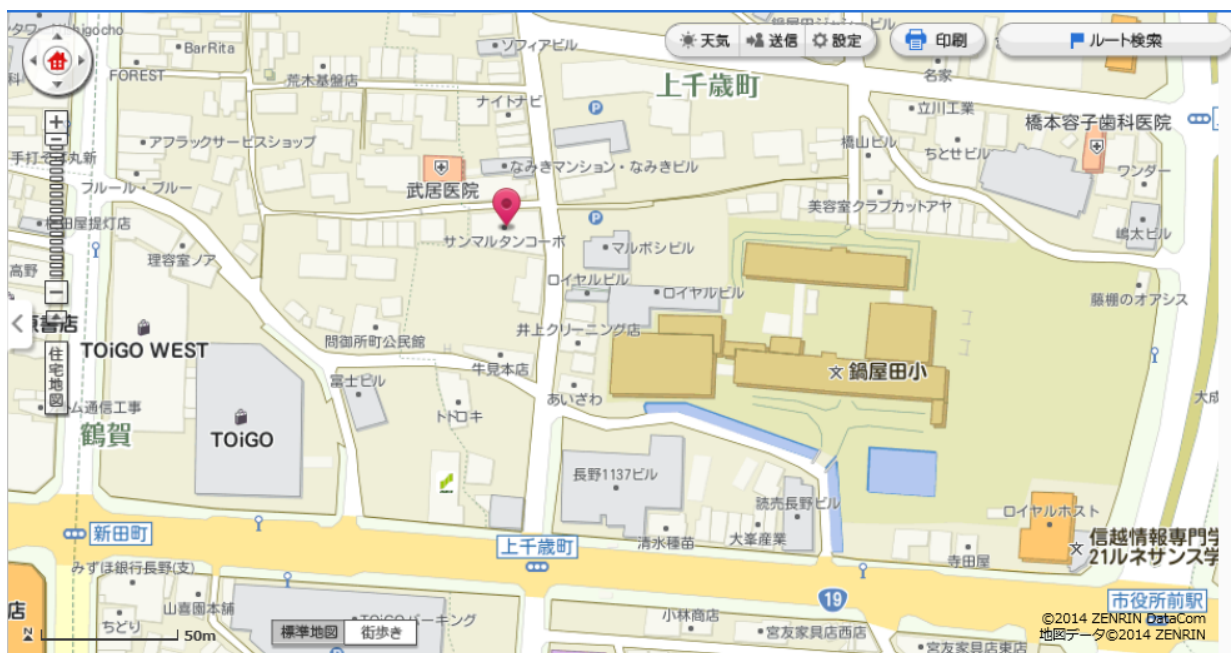 BarRita
ソフィアビル
天気
送信
設定
印刷
ルート検索
FOREST
荒木基盤店
上千歳町
名家
ナイトナビ
P
立川工業
橋本容子歯科医院
アフラックサービスショップ
橋山ビル
ちとせビル
ワンダー
なみきマンション・なみきビル
武居医院
ブルール・ブルー
美容室クラブカットアヤ
P
嶋太ビル
サンマルタンコーポ
マルボシビル
理容室ノア
高野
ロイヤルビル
ロイヤルビル
藤棚のオアシス
井上クリーニング店
TOiGO WEST
問御所町公民館
住宅地図
牛見本店
鍋屋田小
富士ビル
あいざわ
トドロキ
鶴賀
TOiGO
長野1137ビル
読売長野ビル
ロイヤルホスト
新田町
上千歳町
清水種苗
大峯産業
寺田屋
信越情報専門学
21ルネサンス学
みずほ銀行長野(支)
山喜園本舗
19
市役所前駅
ちどり
小林商店
宮友家具店西店
宮友家具店東店
N
50m
標準地図
街歩き
©2014 ZENRIN DataCom
地図データ©2014 ZENRIN